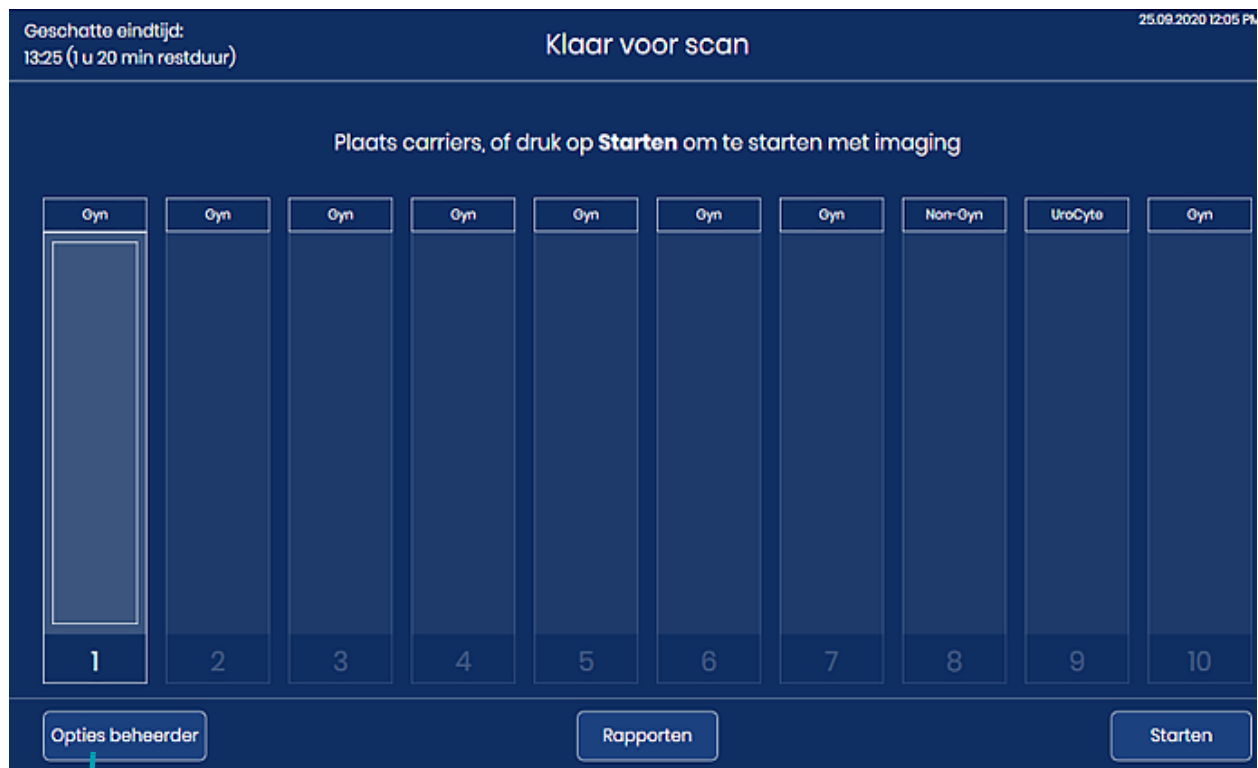 Geschatte eindtijd:
13:25 (1 u 20 min restduur)
Klaar voor scan
25.09.2020 12:05 PM
Plaats carriers, of druk op Starten om te starten met imaging
Gyn Gyn Gyn Gyn Gyn Gyn Gyn Non-Gyn UroCyte Gyn
1 2 3 4 5 6 7 8 9 10
Opties beheerder Rapporten Starten